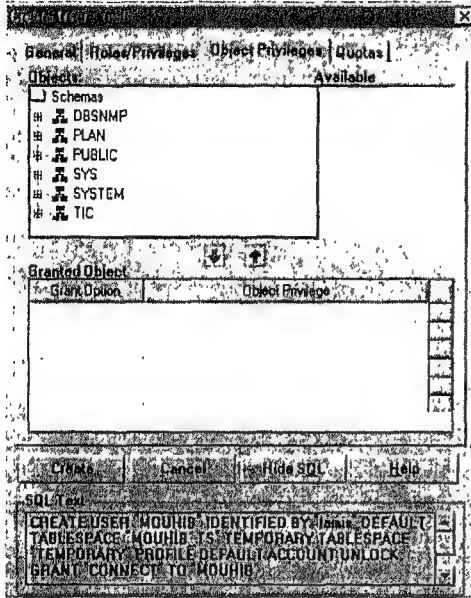 General Roles/Privileges Object Privileges Quotas
Objects Available
Schemas
DBSNMP
PLAN
PUBLIC
SYS
SYSTEM
TIC
Granted Object
Grant Option Object Privilege
Create Cancel Hide SQL Help
SQL Text
CREATE USER "MOUHIB" IDENTIFIED BY DEFAULT
TABLESPACE "MOUHIB_TS" TEMPORARY TABLESPACE
"TEMPORARY" PROFILE DEFAULT ACCOUNT UNLOCK
GRANT "CONNECT" TO "MOUHIB"